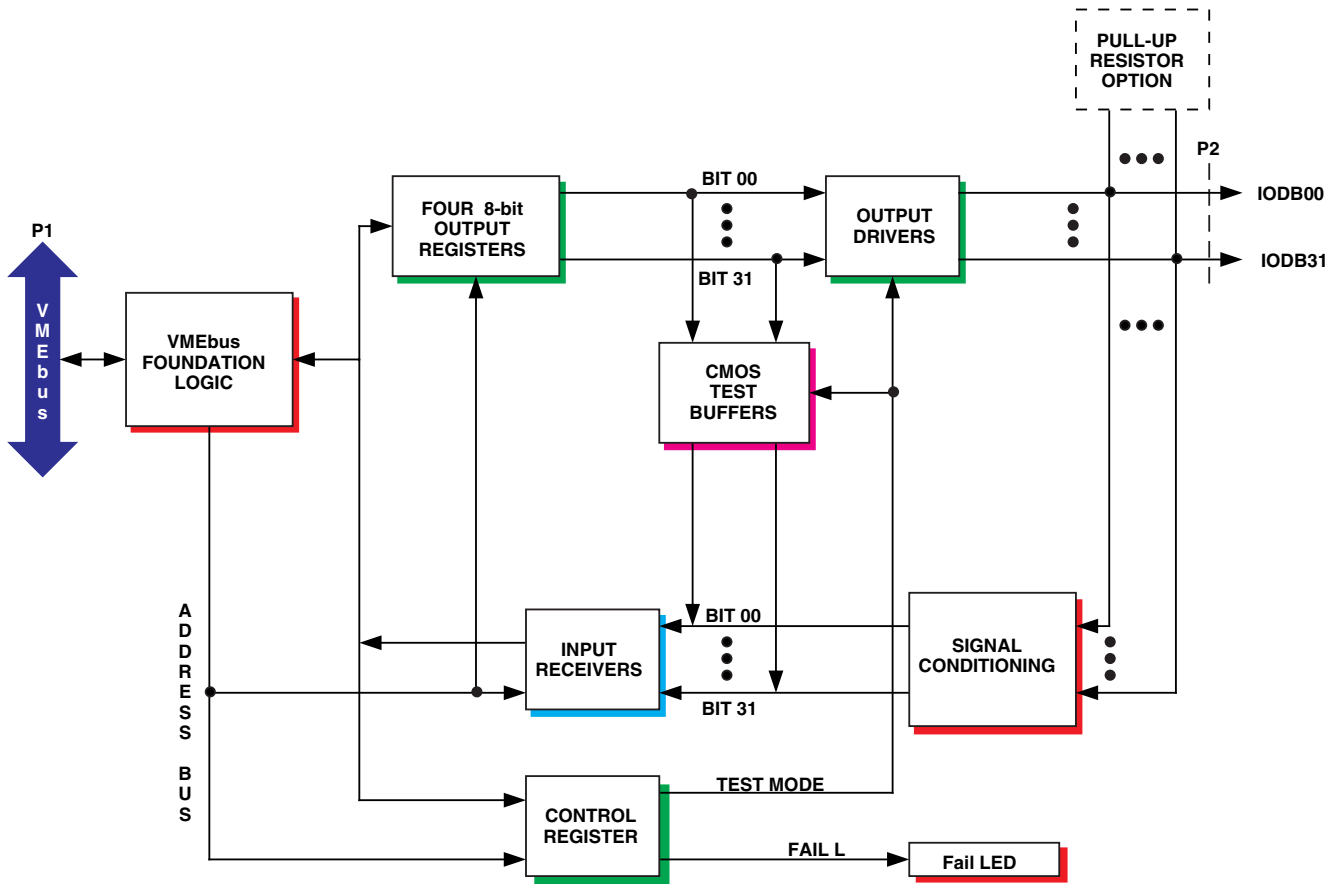 PULL-UP
RESISTOR
OPTION
P2
BIT 00
FOUR 8-bit
OUTPUT
REGISTERS
OUTPUT
DRIVERS
IODB00
P1
BIT 31
IODB31
VMEbus
VMEbus
FOUNDATION
LOGIC
CMOS
TEST
BUFFERS
ADDRESS BUS
BIT 00
INPUT
RECEIVERS
SIGNAL
CONDITIONING
BIT 31
TEST MODE
CONTROL
REGISTER
FAIL L
Fail LED